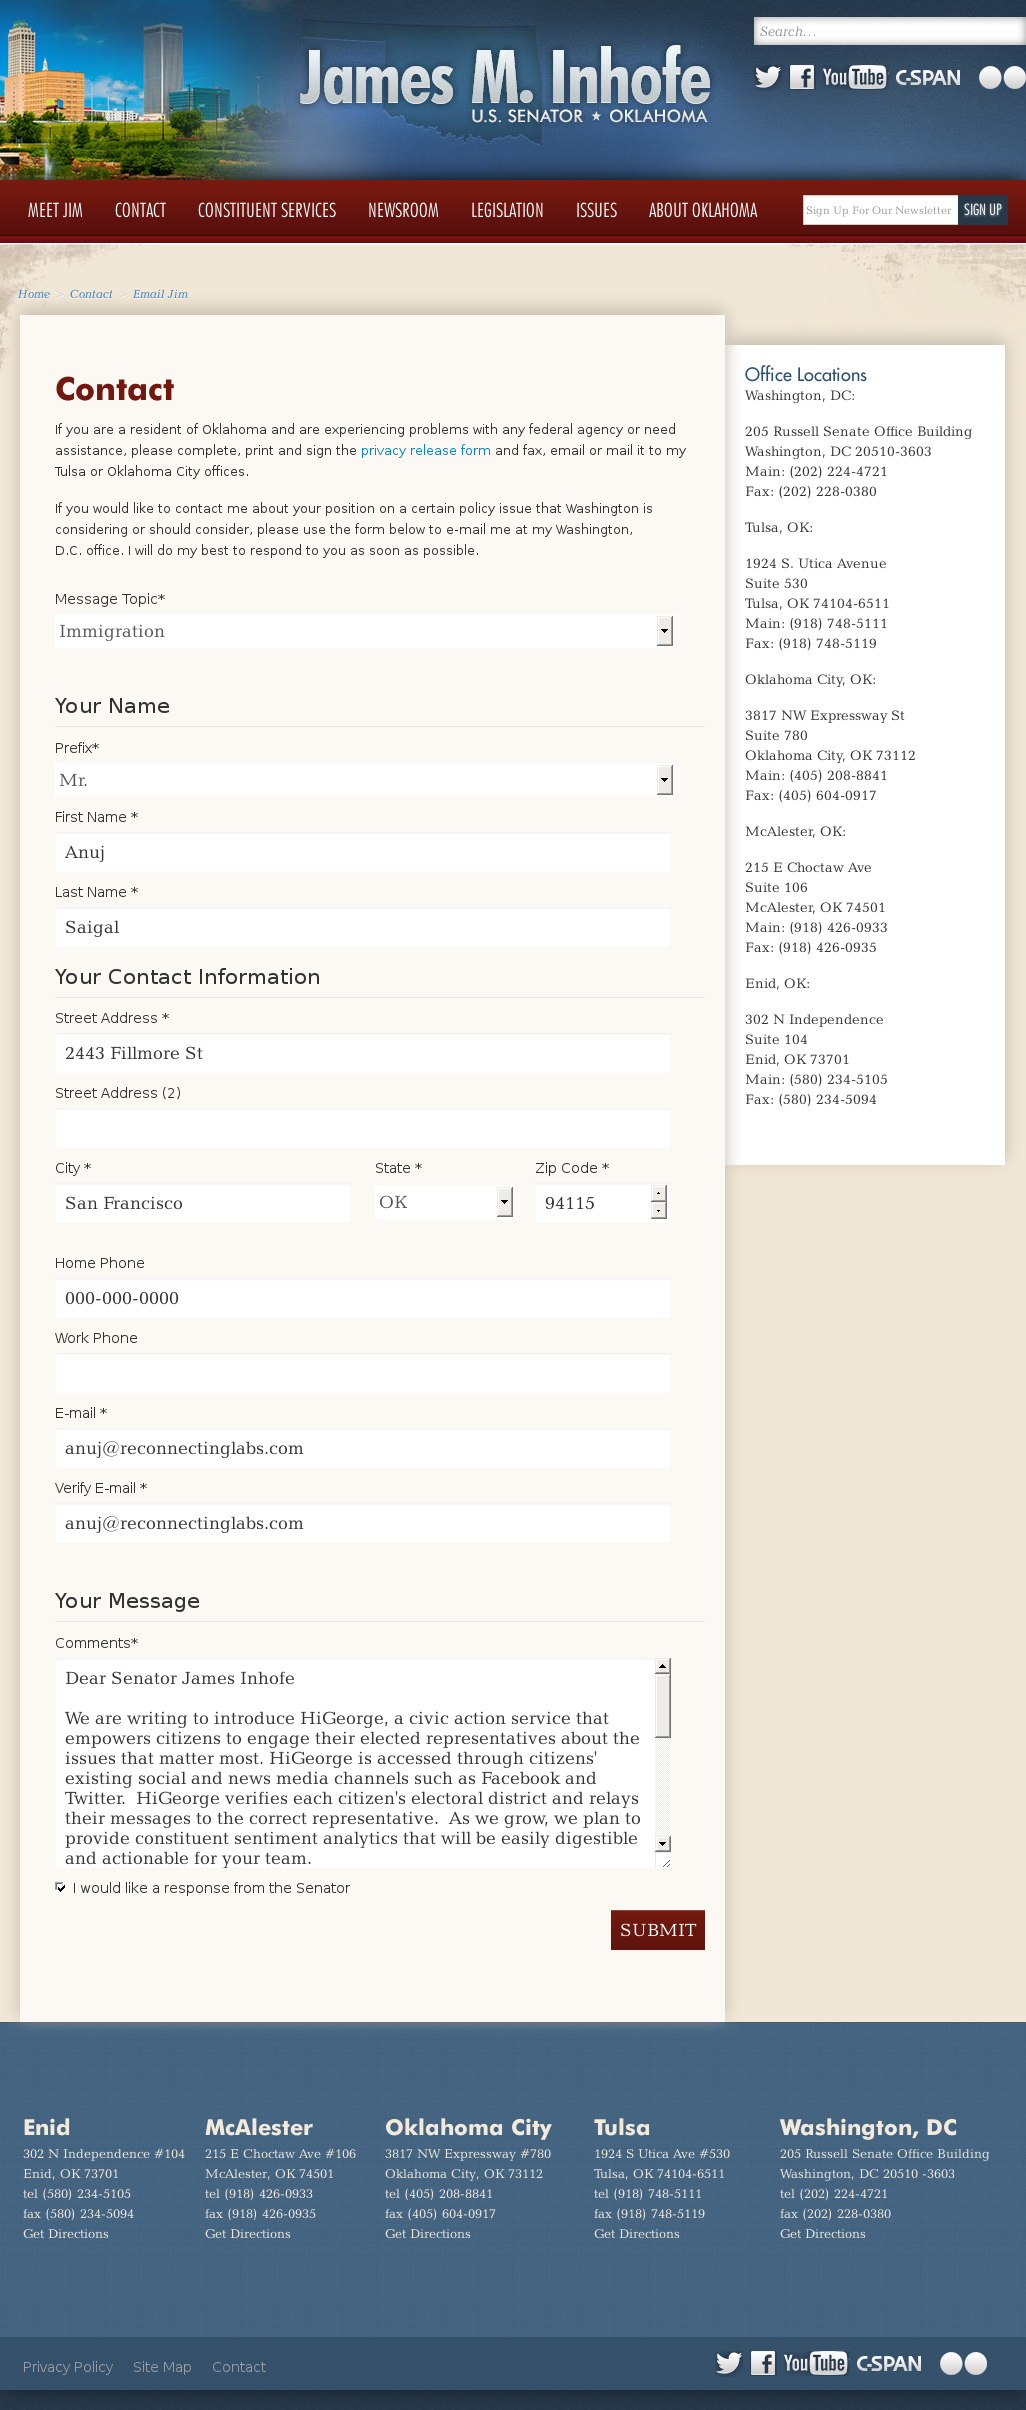 Search...
James M. Inhofe
U.S. SENATOR ★ OKLAHOMA
YouTube C-SPAN
MEET JIM CONTACT CONSTITUENT SERVICES NEWSROOM LEGISLATION ISSUES ABOUT OKLAHOMA Sign Up For Our Newsletter SIGN UP
Home > Contact > Email Jim
Contact
If you are a resident of Oklahoma and are experiencing problems with any federal agency or need
assistance, please complete, print and sign the privacy release form and fax, email or mail it to my
Tulsa or Oklahoma City offices.
If you would like to contact me about your position on a certain policy issue that Washington is
considering or should consider, please use the form below to e-mail me at my Washington,
D.C. office. I will do my best to respond to you as soon as possible.
Message Topic*
Immigration
Your Name
Prefix*
Mr.
First Name *
Anuj
Last Name *
Saigal
Your Contact Information
Street Address *
2443 Fillmore St
Street Address (2)
City * State * Zip Code *
San Francisco OK 94115
Home Phone
000-000-0000
Work Phone
E-mail *
anuj@reconnectinglabs.com
Verify E-mail *
anuj@reconnectinglabs.com
Your Message
Comments*
Dear Senator James Inhofe
We are writing to introduce HiGeorge, a civic action service that
empowers citizens to engage their elected representatives about the
issues that matter most. HiGeorge is accessed through citizens'
existing social and news media channels such as Facebook and
Twitter.  HiGeorge verifies each citizen's electoral district and relays
their messages to the correct representative.  As we grow, we plan to
provide constituent sentiment analytics that will be easily digestible
and actionable for your team.
I would like a response from the Senator
SUBMIT
Office Locations
Washington, DC:
205 Russell Senate Office Building
Washington, DC 20510-3603
Main: (202) 224-4721
Fax: (202) 228-0380
Tulsa, OK:
1924 S. Utica Avenue
Suite 530
Tulsa, OK 74104-6511
Main: (918) 748-5111
Fax: (918) 748-5119
Oklahoma City, OK:
3817 NW Expressway St
Suite 780
Oklahoma City, OK 73112
Main: (405) 208-8841
Fax: (405) 604-0917
McAlester, OK:
215 E Choctaw Ave
Suite 106
McAlester, OK 74501
Main: (918) 426-0933
Fax: (918) 426-0935
Enid, OK:
302 N Independence
Suite 104
Enid, OK 73701
Main: (580) 234-5105
Fax: (580) 234-5094
Enid
302 N Independence #104
Enid, OK 73701
tel (580) 234-5105
fax (580) 234-5094
Get Directions
McAlester
215 E Choctaw Ave #106
McAlester, OK 74501
tel (918) 426-0933
fax (918) 426-0935
Get Directions
Oklahoma City
3817 NW Expressway #780
Oklahoma City, OK 73112
tel (405) 208-8841
fax (405) 604-0917
Get Directions
Tulsa
1924 S Utica Ave #530
Tulsa, OK 74104-6511
tel (918) 748-5111
fax (918) 748-5119
Get Directions
Washington, DC
205 Russell Senate Office Building
Washington, DC 20510 -3603
tel (202) 224-4721
fax (202) 228-0380
Get Directions
Privacy Policy Site Map Contact
YouTube C-SPAN